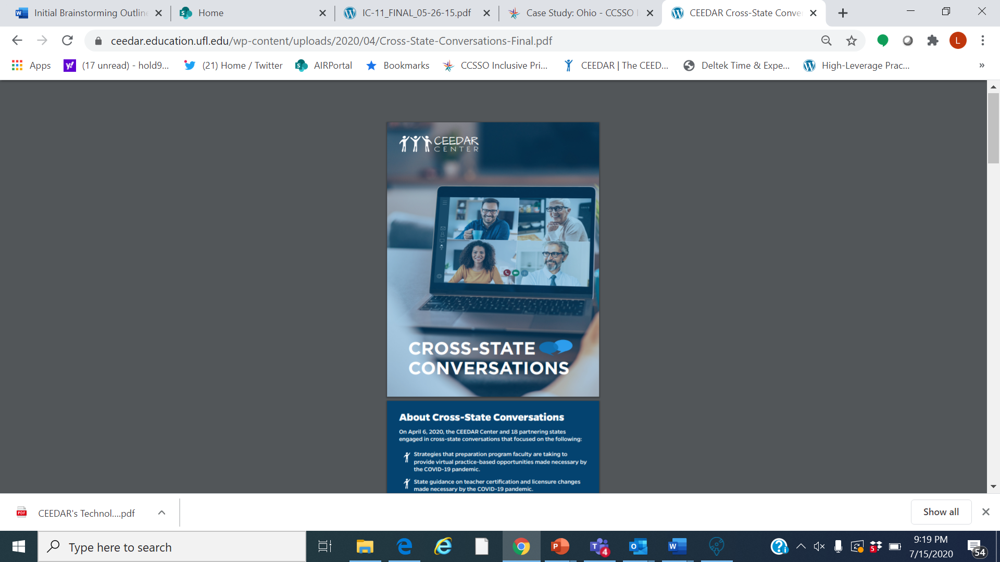 Initial Brainstorming Outline
Home
IC-11_FINAL_05-26-15.pdf
Case Study: Ohio - CCSSO I
CEEDAR Cross-State Conver
ceedar.education.ufl.edu/wp-content/uploads/2020/04/Cross-State-Conversations-Final.pdf
L
Apps
(17 unread) - hold9...
(21) Home / Twitter
AIRPortal
Bookmarks
CCSSO Inclusive Pri...
CEEDAR | The CEED...
Deltek Time & Expe...
High-Leverage Prac...
»
CEEDAR
CENTER
CROSS-STATE
CONVERSATIONS
About Cross-State Conversations
On April 6, 2020, the CEEDAR Center and 18 partnering states
engaged in cross-state conversations that focused on the following:
Strategies that preparation program faculty are taking to
provide virtual practice-based opportunities made necessary by
the COVID-19 pandemic.
State guidance on teacher certification and licensure changes
made necessary by the COVID-19 pandemic.
PDF
CEEDAR's Technol....pdf
Show all
Type here to search
4
5
9:19 PM
7/15/2020
54